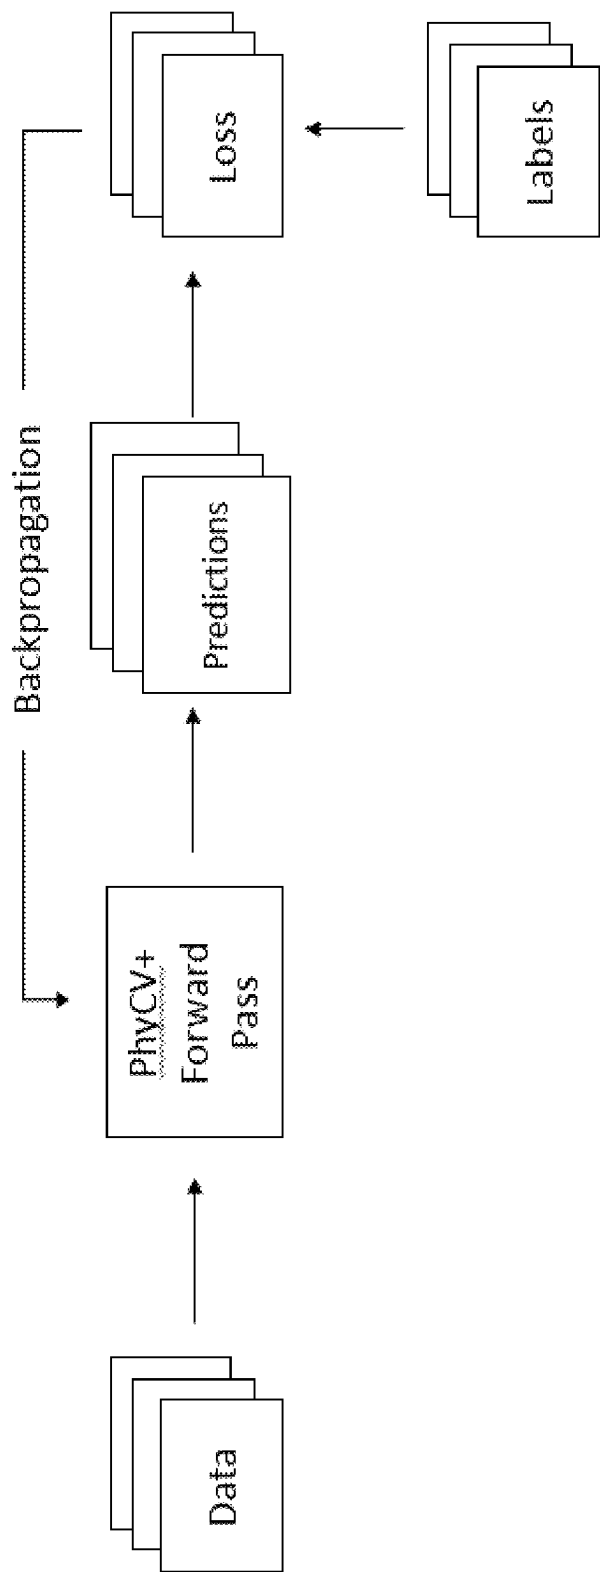 Backpropagation
Data
PhyCV+
Forward
Pass
Predictions
Loss
Labels